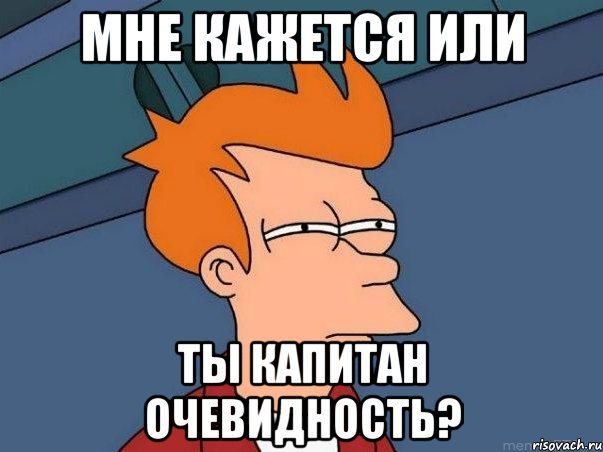 МНЕ КАЖЕТСЯ ИЛИ
ТЫ КАПИТАН
ОЧЕВИДНОСТЬ?
risovach.ru